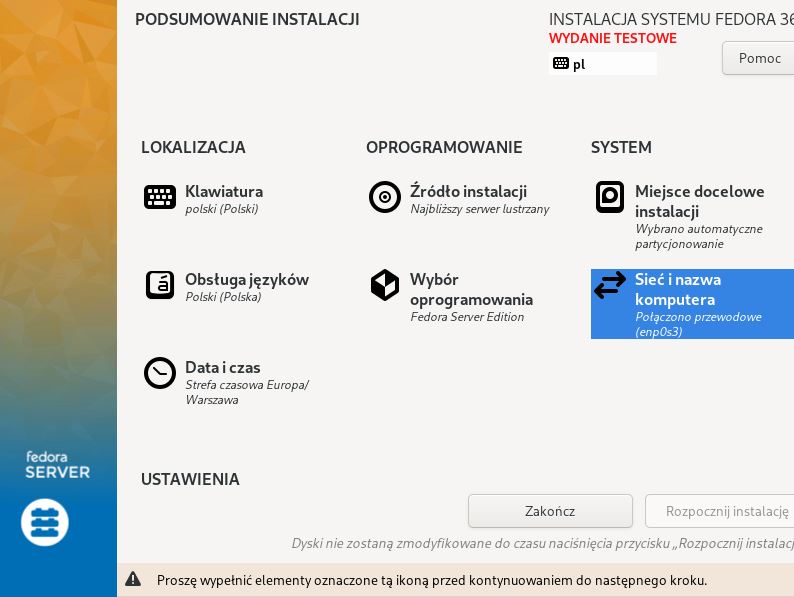 PODSUMOWANIE INSTALACJI
INSTALACJA SYSTEMU FEDORA 36
WYDANIE TESTOWE
pl
Pomoc
LOKALIZACJA
Klawiatura
polski (Polski)
Obsługa języków
Polski (Polska)
Data i czas
Strefa czasowa Europa/
Warszawa
OPROGRAMOWANIE
Źródło instalacji
Najbliższy serwer lustrzany
Wybór
oprogramowania
Fedora Server Edition
SYSTEM
Miejsce docelowe
instalacji
Wybrano automatyczne
partycjonowanie
Sieć i nazwa
komputera
Połączono przewodowe
(enp0s3)
USTAWIENIA
fedora
SERVER
Zakończ
Rozpocznij instalację
Dyski nie zostaną zmodyfikowane do czasu naciśnięcia przycisku „Rozpocznij instalacj
Proszę wypełnić elementy oznaczone tą ikoną przed kontynuowaniem do następnego kroku.